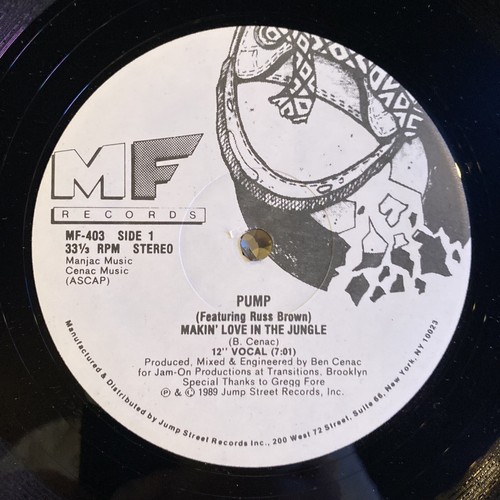 MF
RECORDS
MF-403 SIDE 1
33⅓ RPM STEREO
Manjac Music
Cenac Music
(ASCAP)
PUMP
(Featuring Russ Brown)
MAKIN' LOVE IN THE JUNGLE
(B. Cenac)
12" VOCAL (7:01)
Produced, Mixed & Engineered by Ben Cenac
for Jam-On Productions at Transitions, Brooklyn
Special Thanks to Gregg Fore
℗ & © 1989 Jump Street Records, Inc.
Manufactured & Distributed by Jump Street Records Inc., 200 West 72 Street, Suite 68, New York, NY 10023